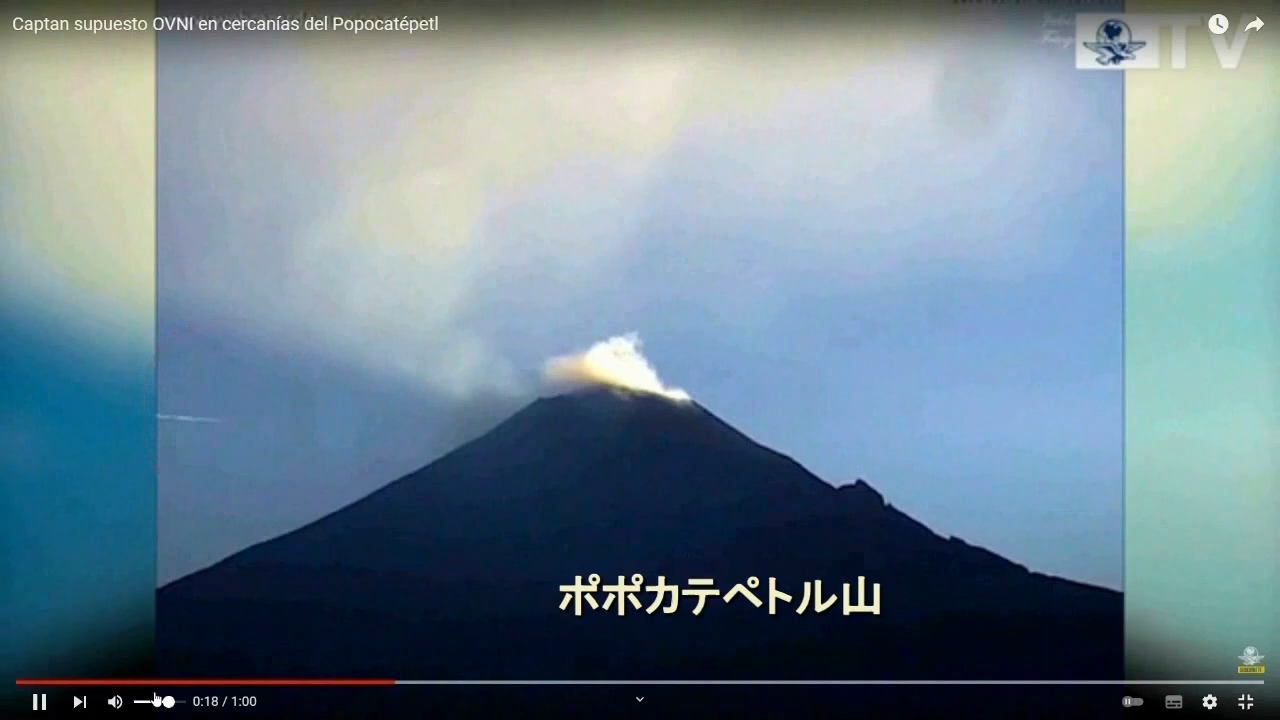 Captan supuesto OVNI en cercanías del Popocatépetl
TV
ポポカテペトル山
0:18 / 1:00